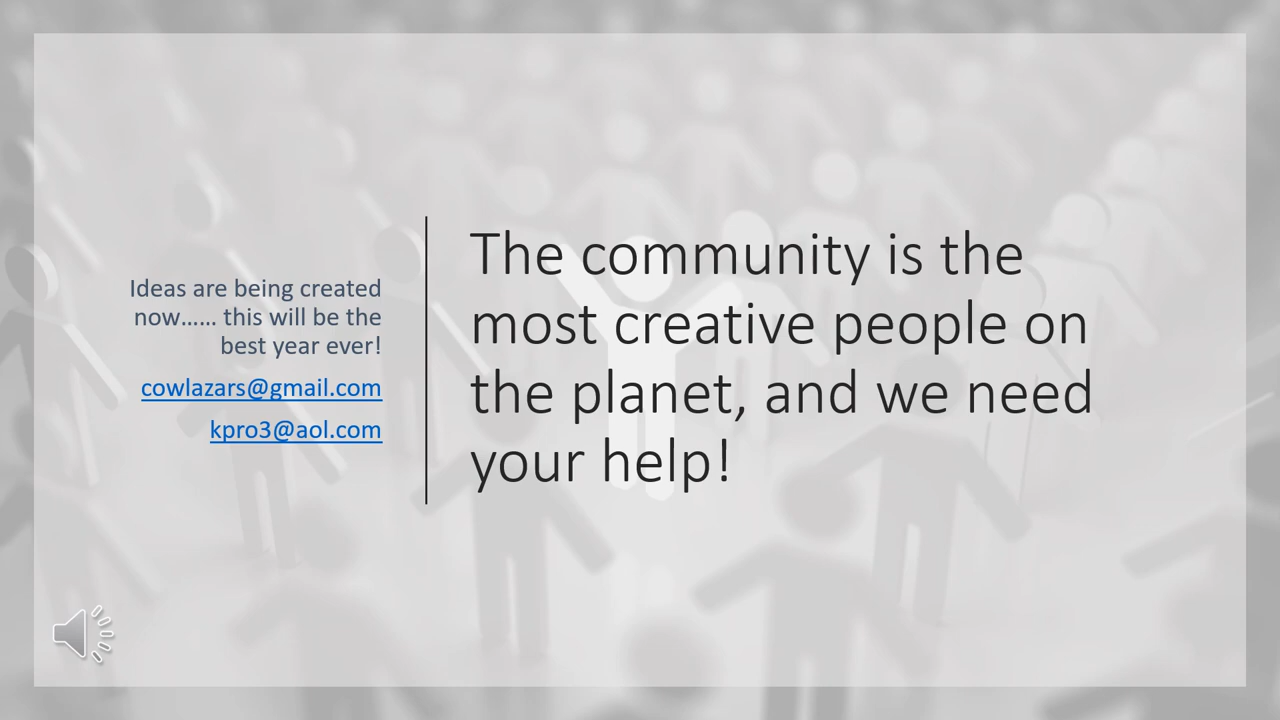 Ideas are being created
now...... this will be the
best year ever!
cowlazars@gmail.com
kpro3@aol.com
The community is the
most creative people on
the planet, and we need
your help!